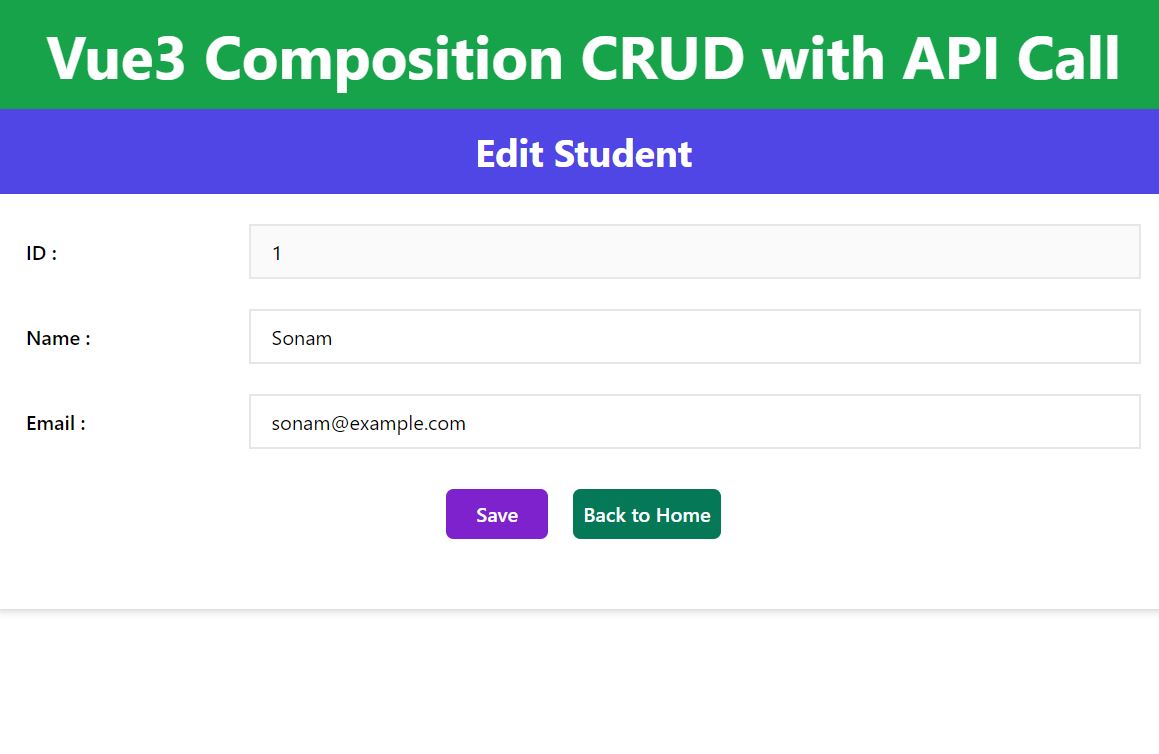 Vue3 Composition CRUD with API Call
Edit Student
ID : 1
Name : Sonam
Email : sonam@example.com
Save Back to Home